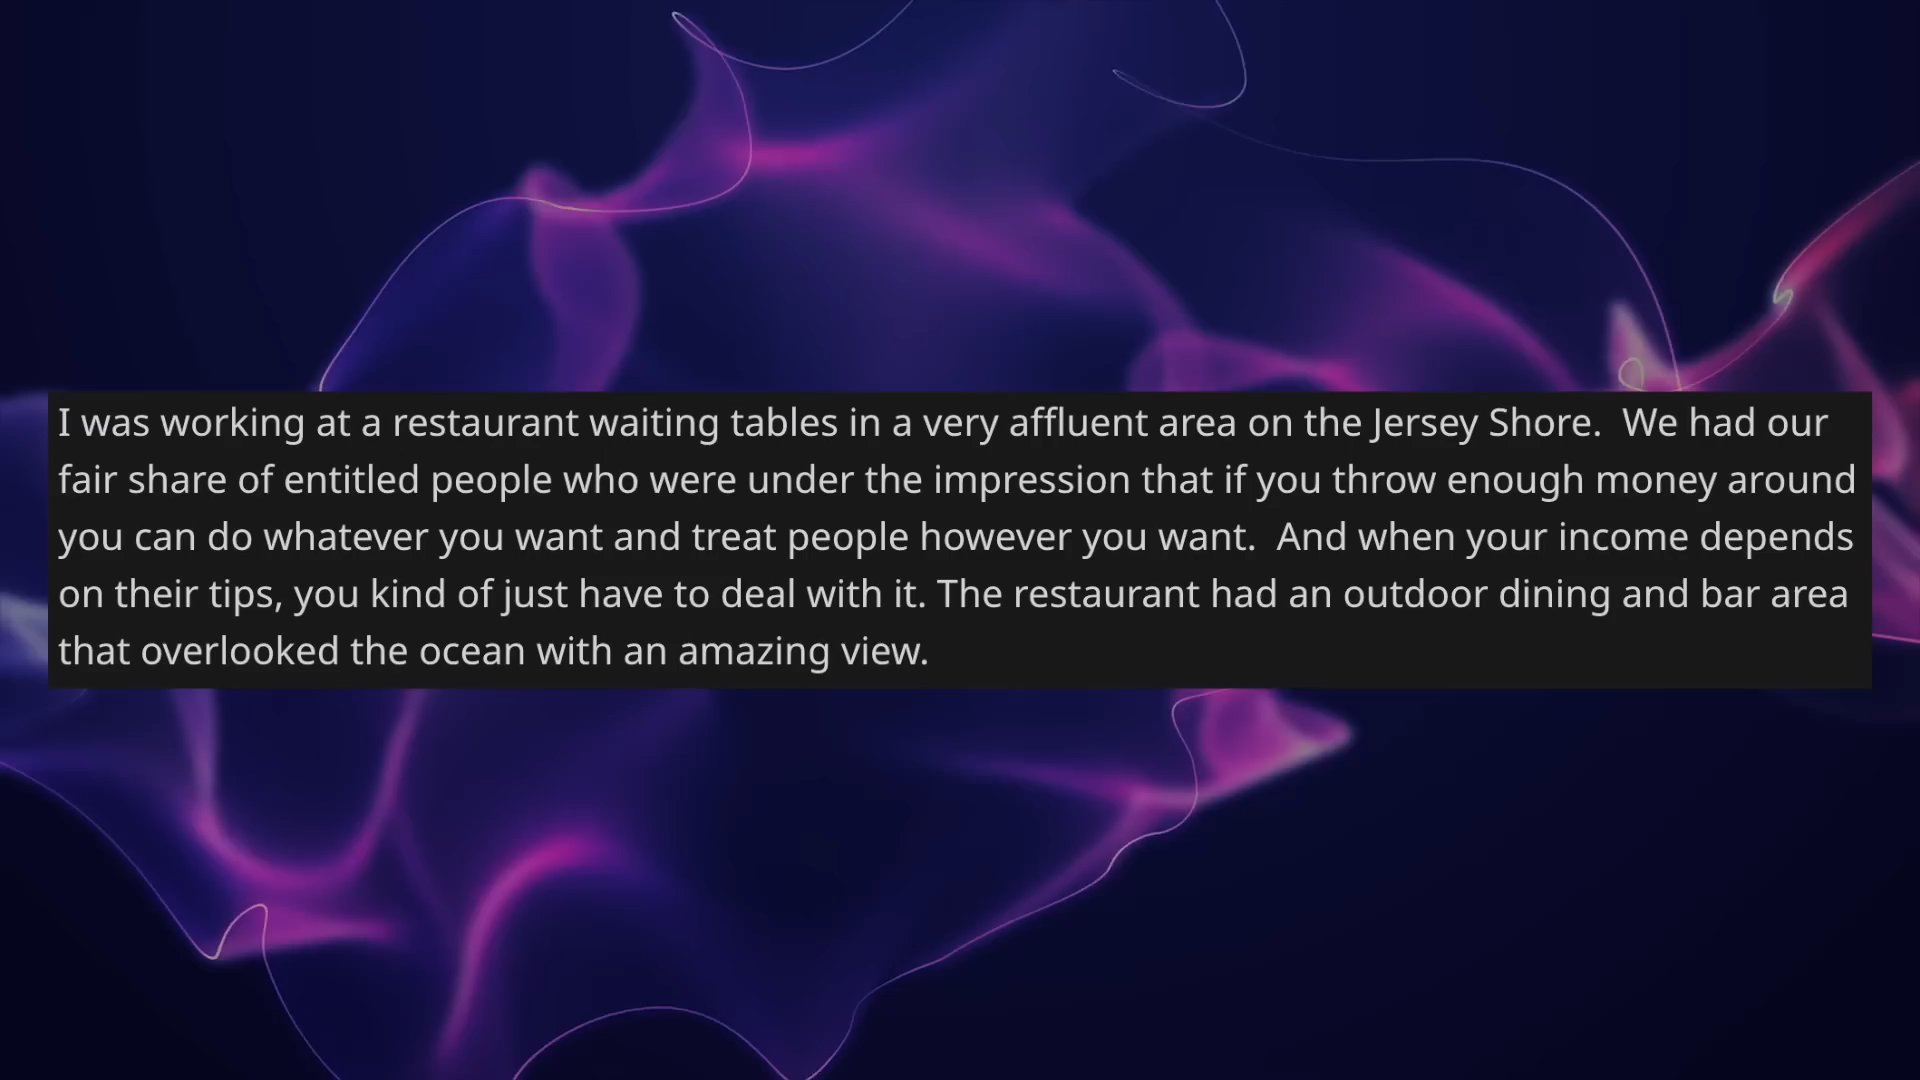 I was working at a restaurant waiting tables in a very affluent area on the Jersey Shore.  We had our
fair share of entitled people who were under the impression that if you throw enough money around
you can do whatever you want and treat people however you want.  And when your income depends
on their tips, you kind of just have to deal with it. The restaurant had an outdoor dining and bar area
that overlooked the ocean with an amazing view.